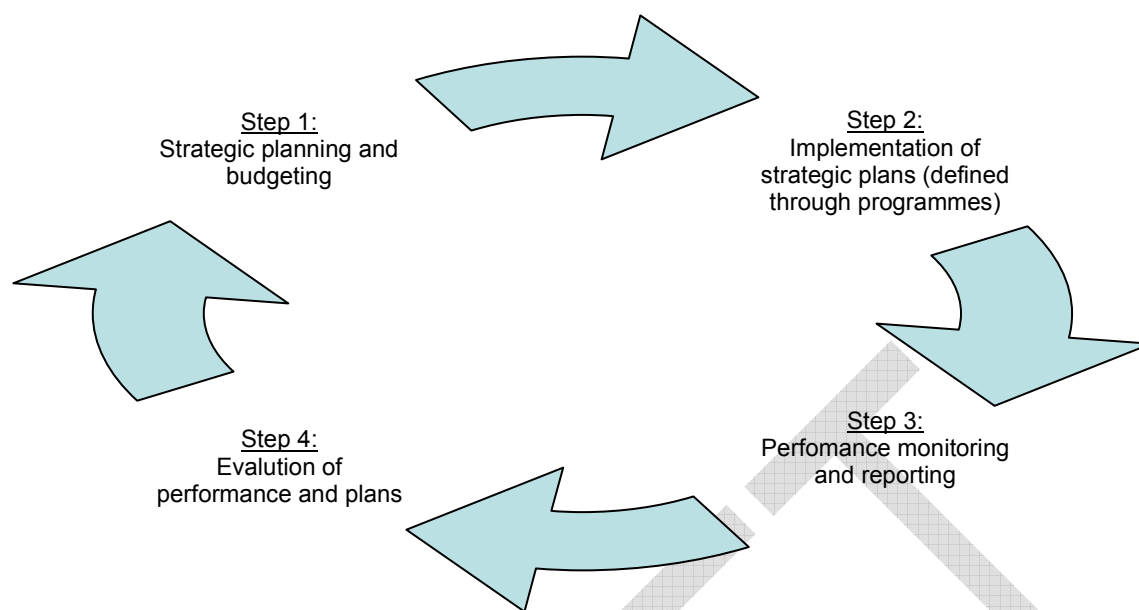 Step 1:
Strategic planning and
budgeting
Step 2:
Implementation of
strategic plans (defined
through programmes)
Step 3:
Perfomance monitoring
and reporting
Step 4:
Evalution of
performance and plans